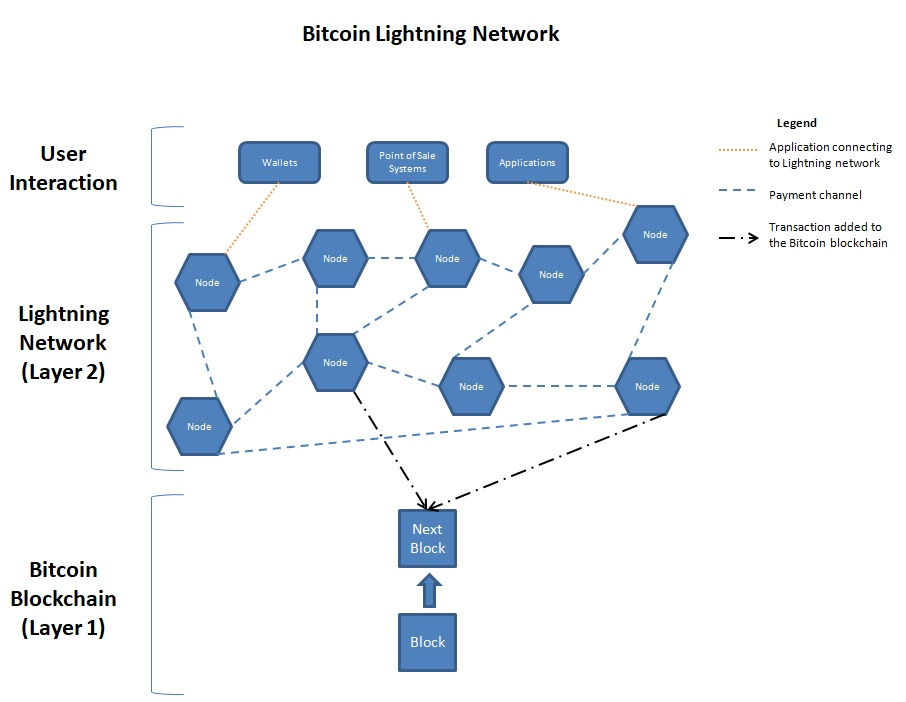 Bitcoin Lightning Network
Legend
Application connecting
to Lightning network
Payment channel
Transaction added to
the Bitcoin blockchain
User
Interaction
Wallets
Point of Sale
Systems
Applications
Lightning
Network
(Layer 2)
Node
Node
Node
Node
Node
Node
Node
Node
Node
Bitcoin
Blockchain
(Layer 1)
Next
Block
Block